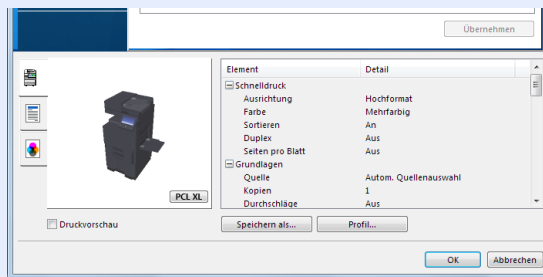 Übernehmen
Element Detail
Schnelldruck
Ausrichtung Hochformat
Farbe Mehrfarbig
Sortieren An
Duplex Aus
Seiten pro Blatt Aus
Grundlagen
Quelle Autom. Quellenauswahl
Kopien 1
Durchschläge Aus
PCL XL
Druckvorschau Speichern als... Profil...
OK Abbrechen